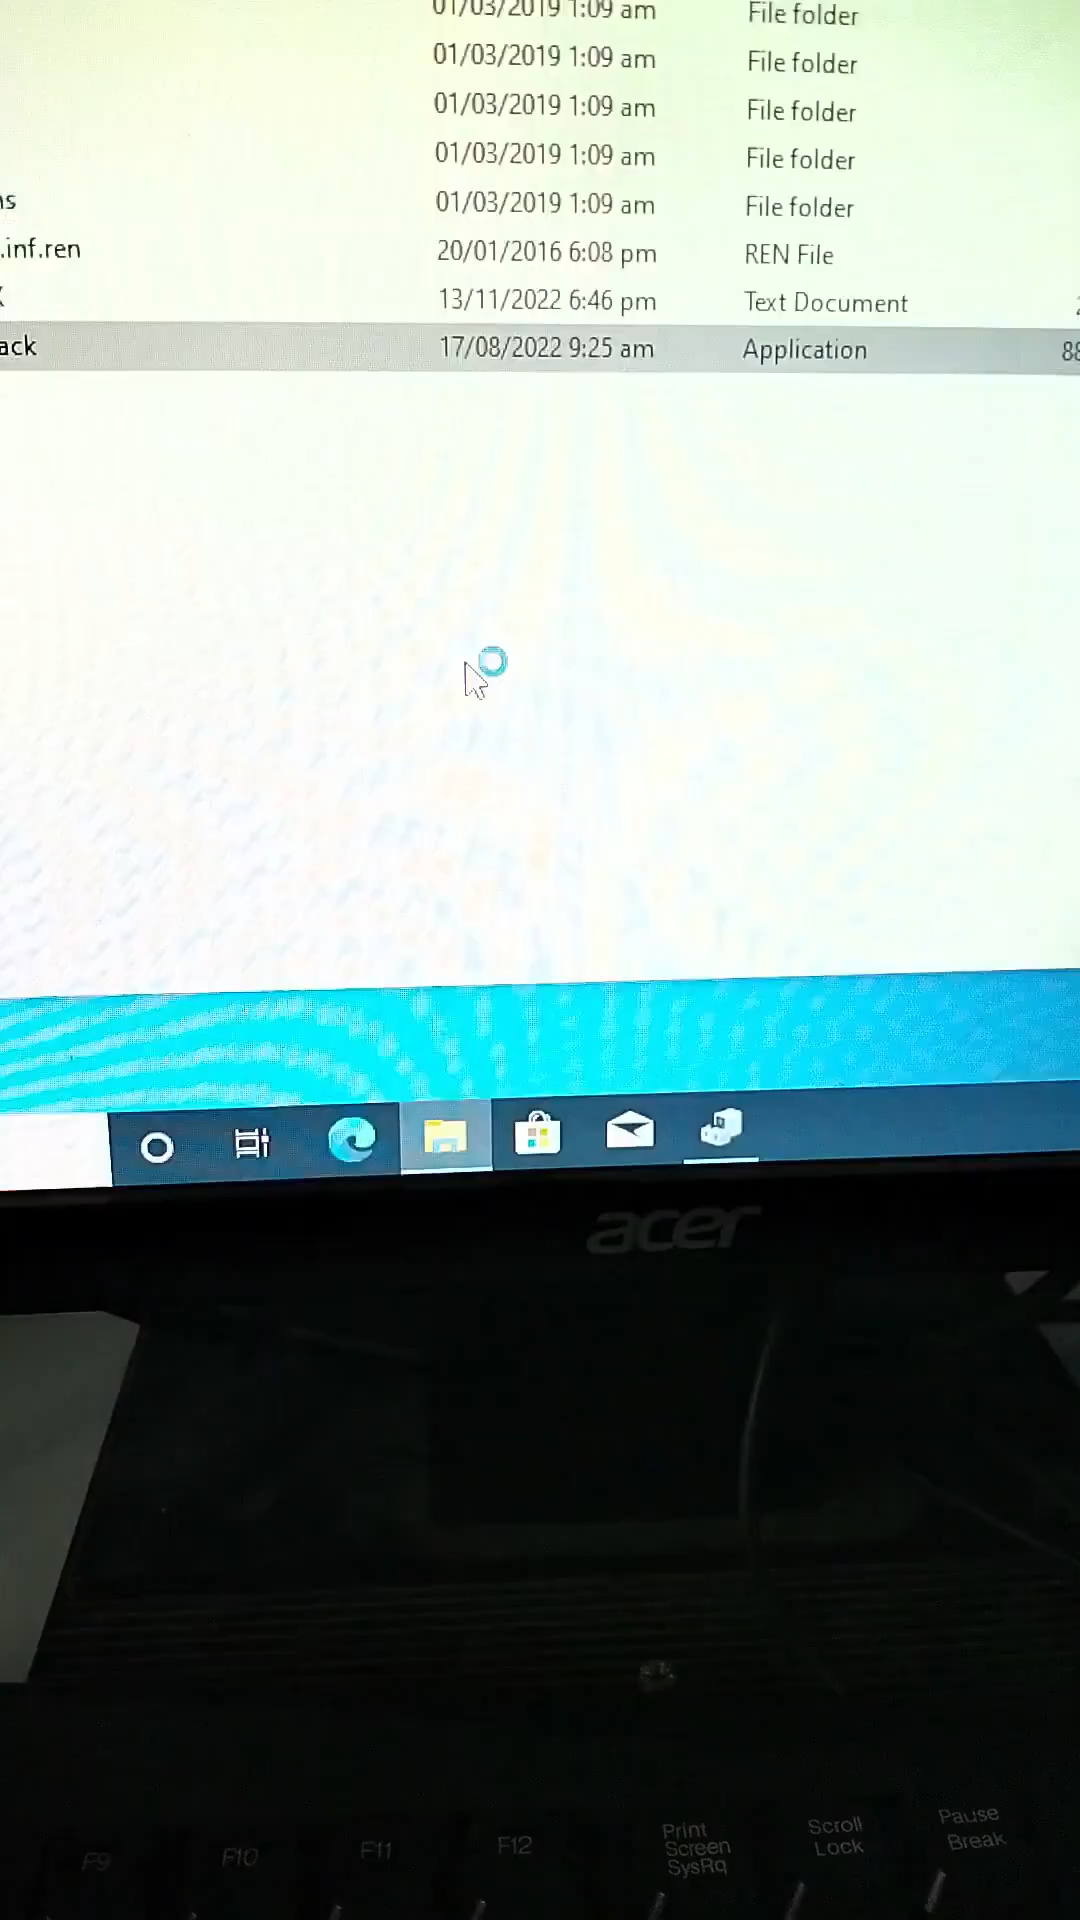 01/03/2019 1:09 am File folder
01/03/2019 1:09 am File folder
01/03/2019 1:09 am File folder
01/03/2019 1:09 am File folder
ns 01/03/2019 1:09 am File folder
.inf.ren 20/01/2016 6:08 pm REN File
13/11/2022 6:46 pm Text Document
ack 17/08/2022 9:25 am Application 88
acer
F9 F10 F11 F12 Print Screen SysRq Scroll Lock Pause Break